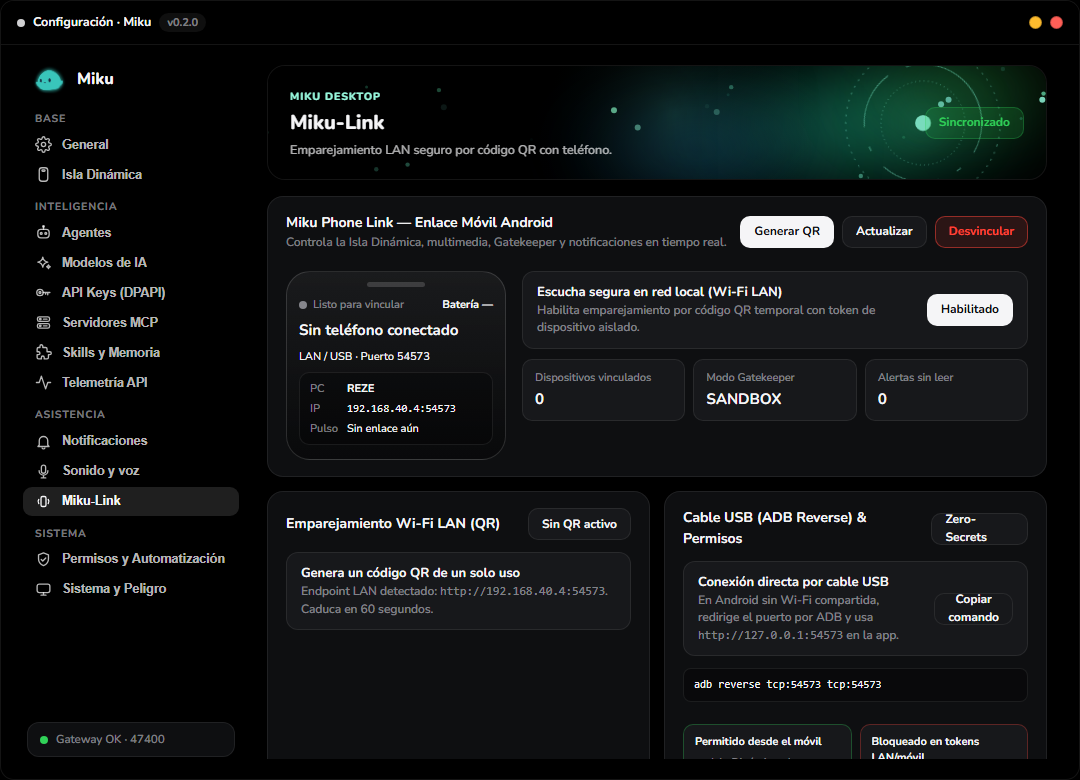 Configuración · Miku v0.2.0
Miku
BASE
General
Isla Dinámica
INTELIGENCIA
Agentes
Modelos de IA
API Keys (DPAPI)
Servidores MCP
Skills y Memoria
Telemetría API
ASISTENCIA
Notificaciones
Sonido y voz
Miku-Link
SISTEMA
Permisos y Automatización
Sistema y Peligro
Gateway OK · 47400
MIKU DESKTOP
Miku-Link
Emparejamiento LAN seguro por código QR con teléfono.
Sincronizado
Miku Phone Link — Enlace Móvil Android
Controla la Isla Dinámica, multimedia, Gatekeeper y notificaciones en tiempo real.
Generar QR
Actualizar
Desvincular
Listo para vincular Batería —
Sin teléfono conectado
LAN / USB · Puerto 54573
PC REZE
IP 192.168.40.4:54573
Pulso Sin enlace aún
Escucha segura en red local (Wi-Fi LAN)
Habilita emparejamiento por código QR temporal con token de
dispositivo aislado.
Habilitado
Dispositivos vinculados
0
Modo Gatekeeper
SANDBOX
Alertas sin leer
0
Emparejamiento Wi-Fi LAN (QR)
Sin QR activo
Genera un código QR de un solo uso
Endpoint LAN detectado: http://192.168.40.4:54573.
Caduca en 60 segundos.
Cable USB (ADB Reverse) &
Permisos
Zero-
Secrets
Conexión directa por cable USB
En Android sin Wi-Fi compartida,
redirige el puerto por ADB y usa
http://127.0.0.1:54573 en la app.
Copiar
comando
adb reverse tcp:54573 tcp:54573
Permitido desde el móvil
Bloqueado en tokens
LAN/móvil